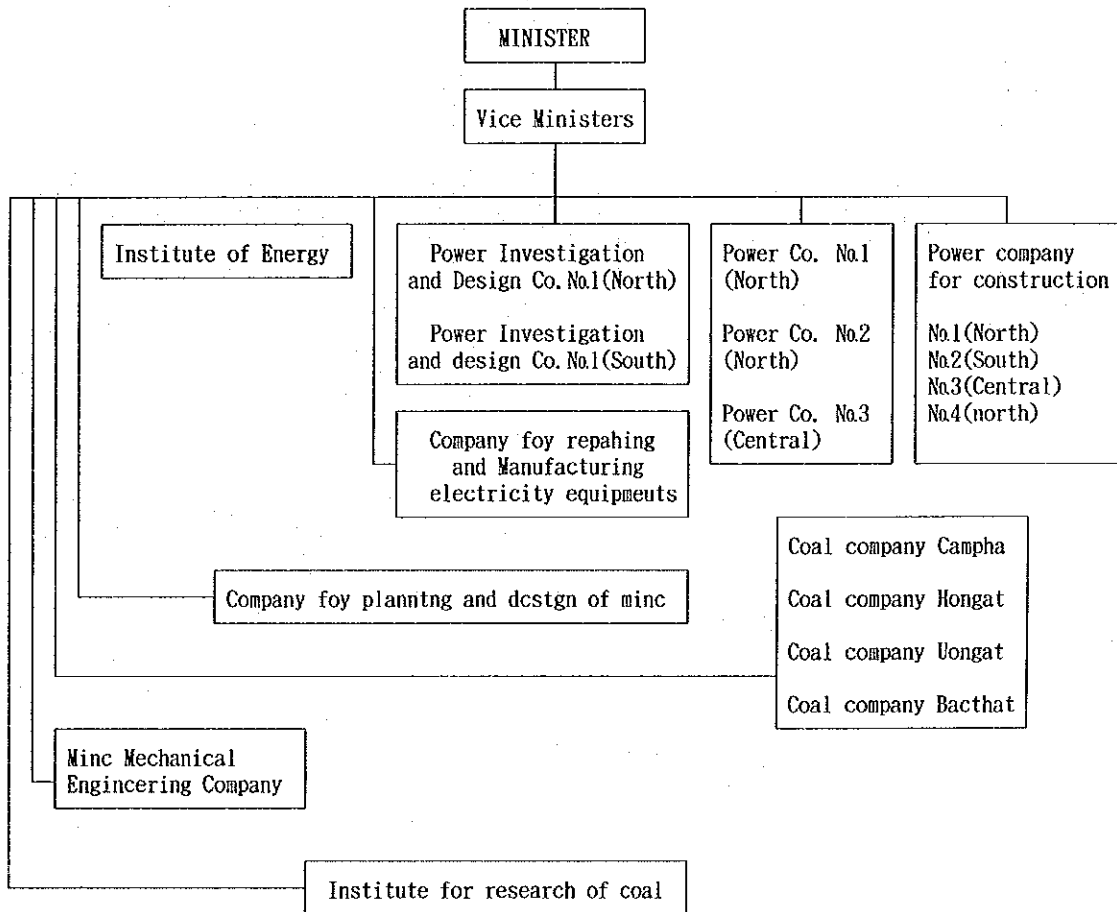 MINISTER
Vice Ministers
Institute of Energy
Power Investigation
and Design Co. No.1(North)
Power Investigation
and design Co. No.1(South)
Power Co. No.1
(North)
Power Co. No.2
(North)
Power Co. No.3
(Central)
Power company
for construction
No.1(North)
No.2(South)
No.3(Central)
No.4(north)
Company foy repahing
and Manufacturing
electricity equipmeuts
Company foy planntng and dcstgn of minc
Coal company Campha
Coal company Hongat
Coal company Uongat
Coal company Bacthat
Minc Mechanical
Engincering Company
Institute for research of coal